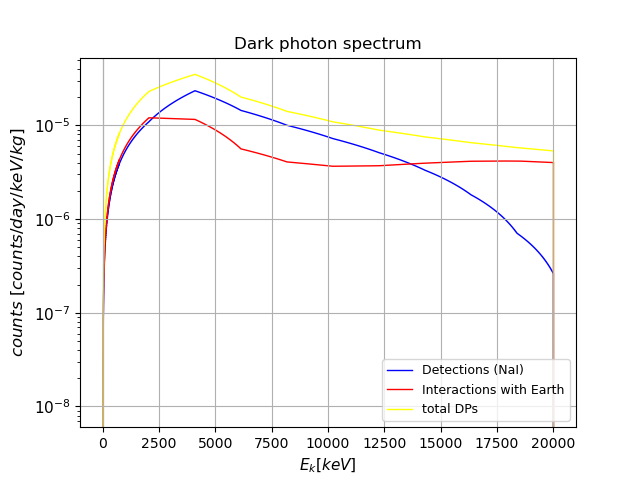 Dark photon spectrum
counts [counts/day/keV/kg]
10⁻⁵
10⁻⁶
10⁻⁷
10⁻⁸
Detections (NaI)
Interactions with Earth
total DPs
0 2500 5000 7500 10000 12500 15000 17500 20000
E_k[keV]